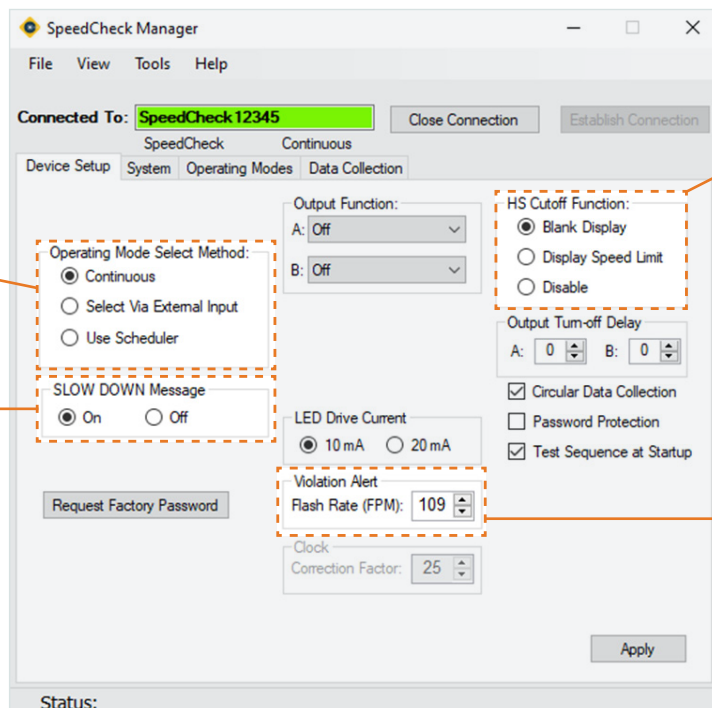 SpeedCheck Manager
File View Tools Help
Connected To: SpeedCheck12345 Close Connection Establish Connection
SpeedCheck Continuous
Device Setup System Operating Modes Data Collection
Operating Mode Select Method:
Continuous
Select Via External Input
Use Scheduler
SLOW DOWN Message
On Off
Request Factory Password
Output Function:
A: Off
B: Off
LED Drive Current
10 mA 20 mA
Violation Alert
Flash Rate (FPM): 109
Clock
Correction Factor: 25
HS Cutoff Function:
Blank Display
Display Speed Limit
Disable
Output Turn-off Delay
A: 0 B: 0
Circular Data Collection
Password Protection
Test Sequence at Startup
Apply
Status: